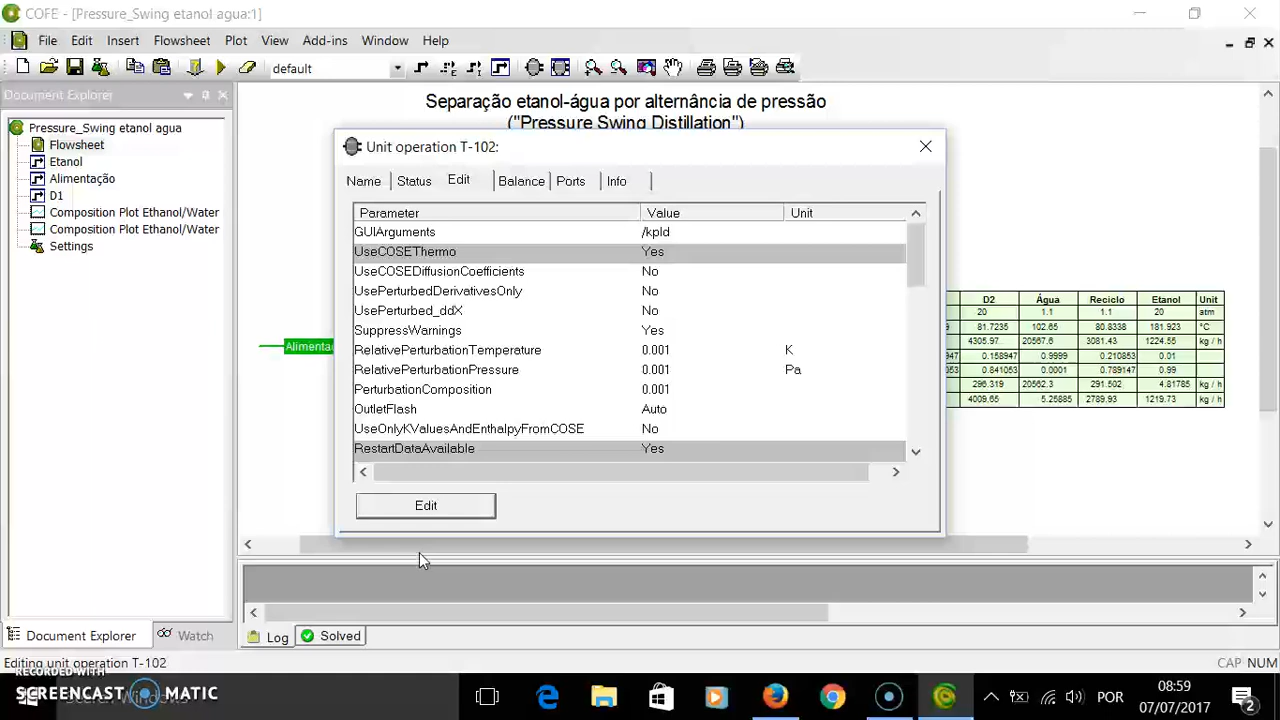 COFE - [Pressure_Swing etanol agua:1]
File Edit Insert Flowsheet Plot View Add-ins Window Help
default
Document Explorer
Pressure_Swing etanol agua
Flowsheet
Etanol
Alimentação
D1
Composition Plot Ethanol/Water
Composition Plot Ethanol/Water
Settings
Separação etanol-água por alternância de pressão
("Pressure Swing Distillation")
Unit operation T-102:
Name Status Edit Balance Ports Info
Parameter Value Unit
GUIArguments /kpld
UseCOSEThermo Yes
UseCOSEDiffusionCoefficients No
UsePerturbedDerivativesOnly No
UsePerturbed_ddX No
SuppressWarnings Yes
RelativePerturbationTemperature 0.001 K
RelativePerturbationPressure 0.001 Pa
PerturbationComposition 0.001
OutletFlash Auto
UseOnlyKValuesAndEnthalpyFromCOSE No
RestartDataAvailable Yes
Edit
D2 Água Reciclo Etanol Unit
20 1.1 1.1 20 atm
81.7235 102.65 80.8338 181.923 °C
4305.97 20567.6 3081.43 1224.55 kg / h
0.158947 0.9999 0.210853 0.01
0.841053 0.0001 0.789147 0.99
296.319 20562.3 291.502 4.81785 kg / h
4009.65 5.25885 2789.93 1219.73 kg / h
Log Solved
Document Explorer Watch
Editing unit operation T-102
CAP NUM
RECORDED WITH
SCREENCAST MATIC
POR
08:59
07/07/2017
2